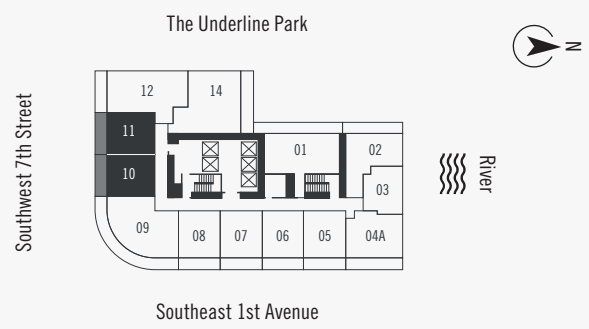 The Underline Park
N
Southwest 7th Street
12
14
11
01
02
10
03
09
08
07
06
05
04A
River
Southeast 1st Avenue